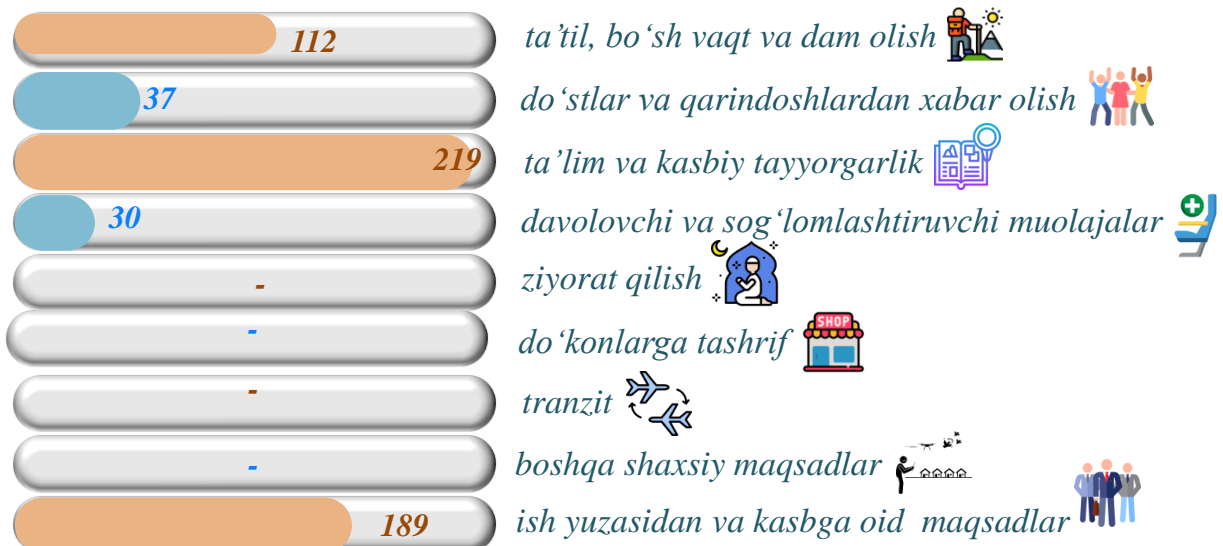 112 ta’til, bo‘sh vaqt va dam olish
37 do‘stlar va qarindoshlardan xabar olish
219 ta’lim va kasbiy tayyorgarlik
30 davolovchi va sog‘lomlashtiruvchi muolajalar
- ziyorat qilish
- do‘konlarga tashrif
SHOP
- tranzit
- boshqa shaxsiy maqsadlar
189 ish yuzasidan va kasbga oid maqsadlar